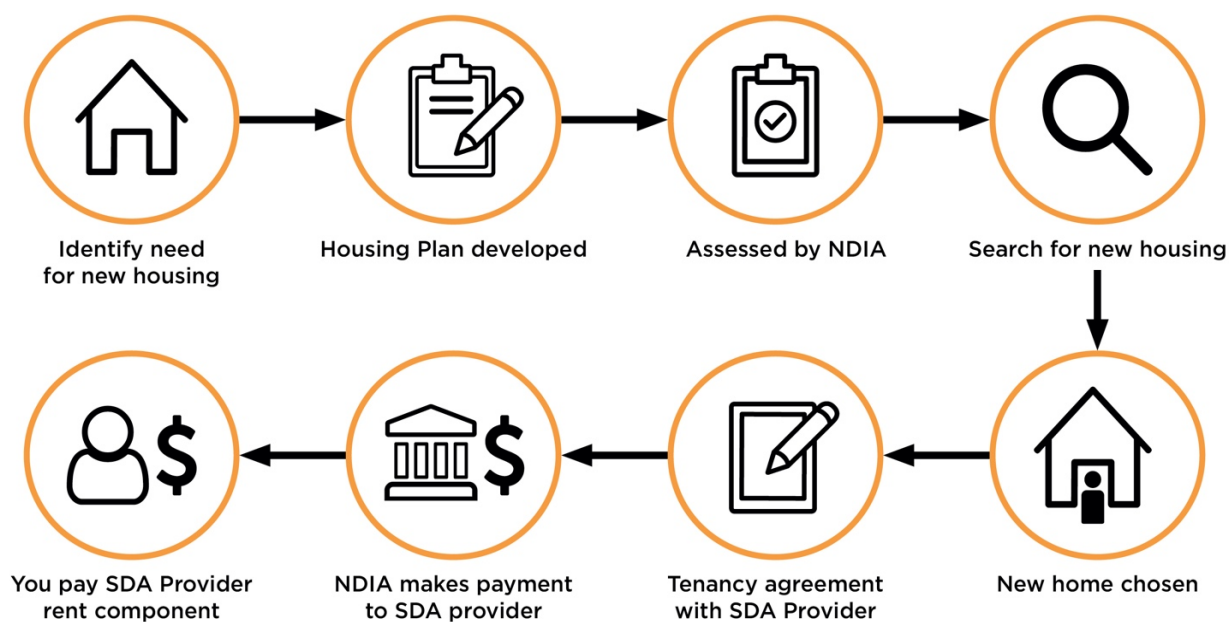 Identify need
for new housing
Housing Plan developed
Assessed by NDIA
Search for new housing
New home chosen
Tenancy agreement
with SDA Provider
$
NDIA makes payment
to SDA provider
$
You pay SDA Provider
rent component